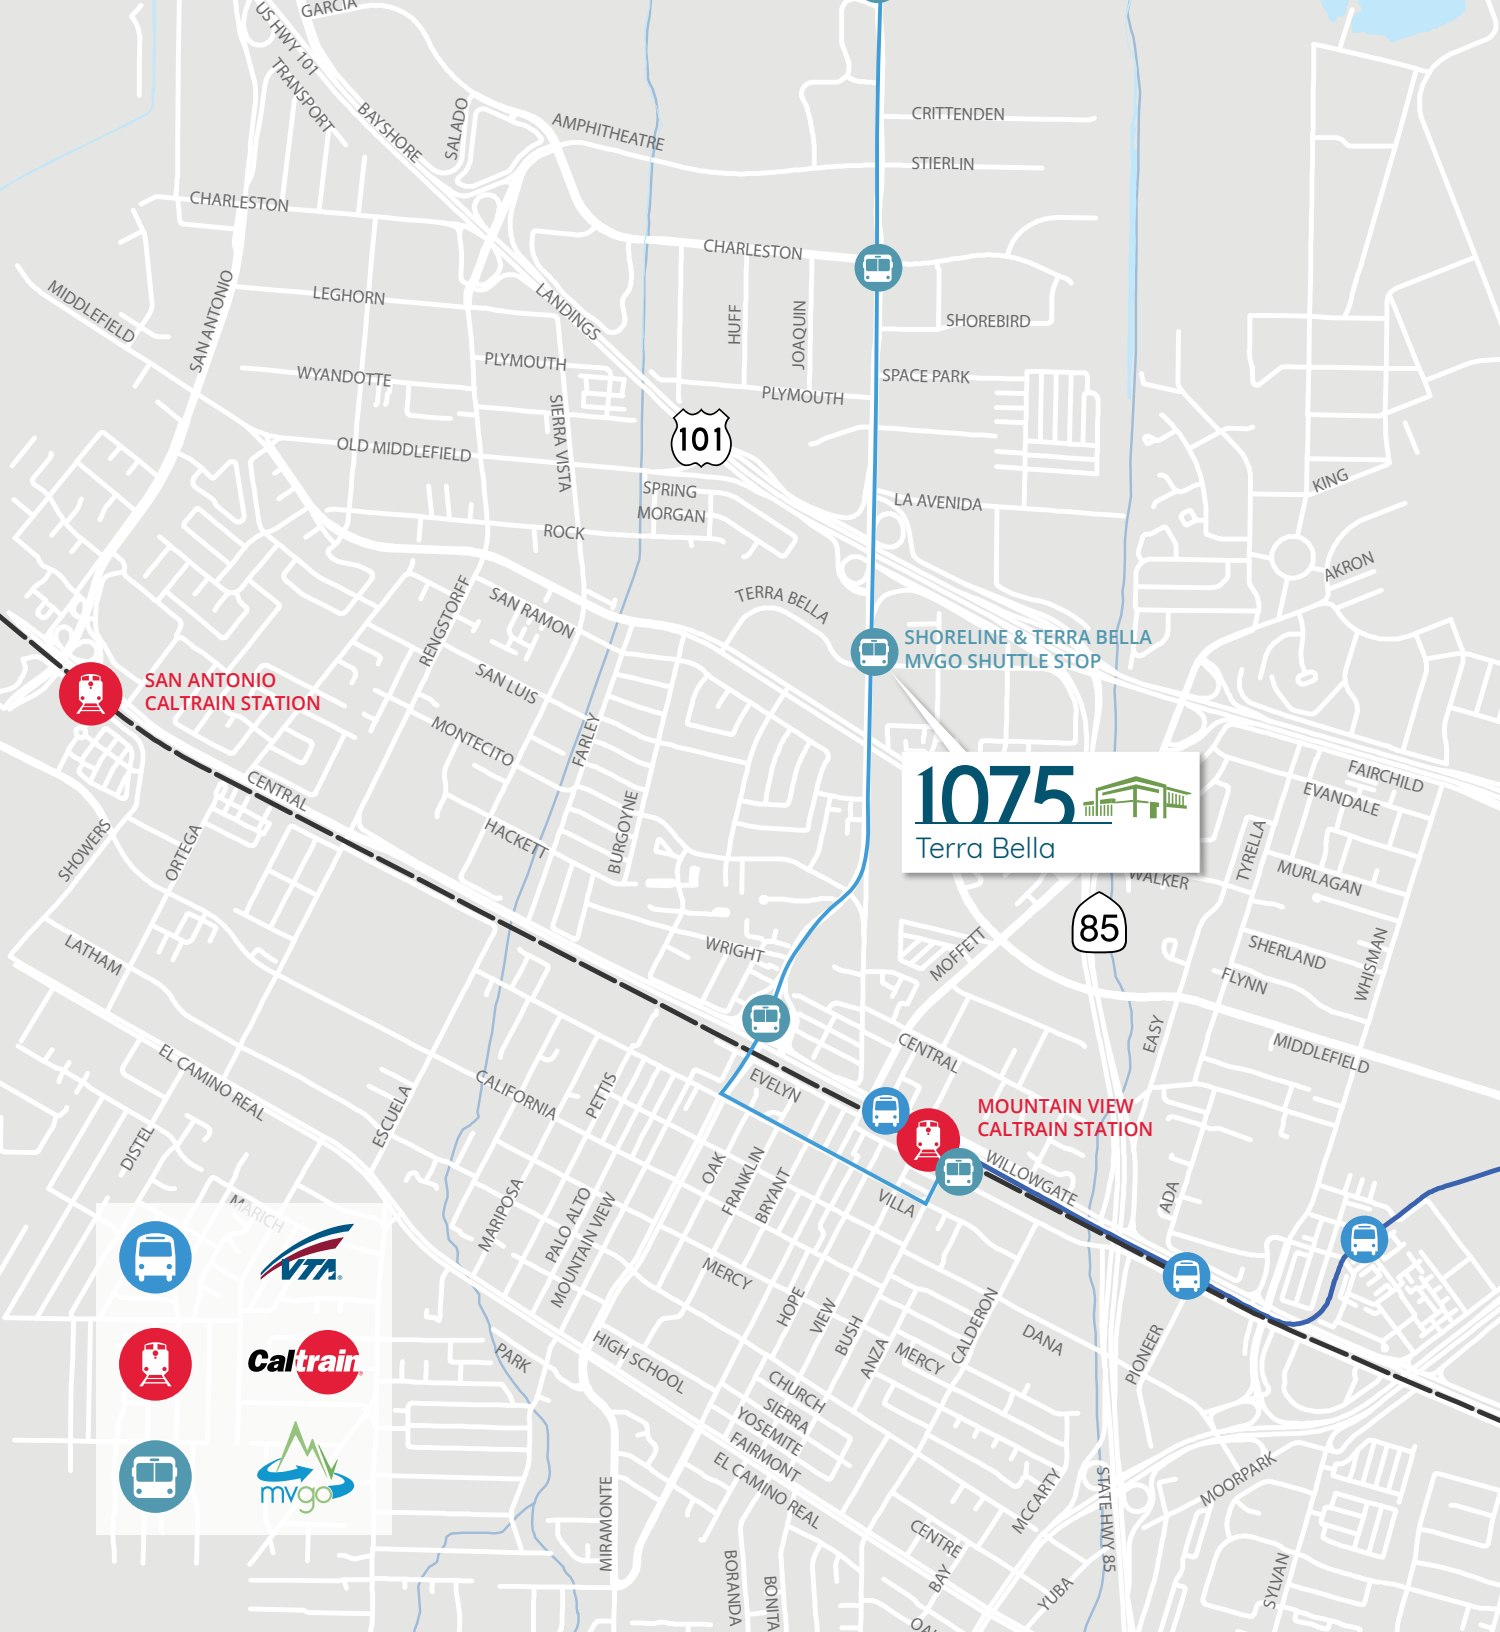 GARCIA
US HWY 101
TRANSPORT
BAYSHORE
SALADO
AMPHITHEATRE
CRITTENDEN
STIERLIN
CHARLESTON
CHARLESTON
MIDDLEFIELD
SAN ANTONIO
LEGHORN
LANDINGS
HUFF
JOAQUIN
SHOREBIRD
WYANDOTTE
PLYMOUTH
PLYMOUTH
SPACE PARK
SIERRA VISTA
OLD MIDDLEFIELD
101
SPRING
MORGAN
LA AVENIDA
KING
ROCK
AKRON
RENGSTORFF
SAN RAMON
TERRA BELLA
SHORELINE & TERRA BELLA
MVGO SHUTTLE STOP
SAN ANTONIO
CALTRAIN STATION
SAN LUIS
MONTECITO
FARLEY
CENTRAL
1075
Terra Bella
FAIRCHILD
EVANDALE
SHOWERS
ORTEGA
HACKETT
BURGOYNE
TYRELLA
WALKER
MURLAGAN
85
LATHAM
WRIGHT
MOFFETT
SHERLAND
FLYNN
WHISMAN
EL CAMINO REAL
CENTRAL
EASY
MIDDLEFIELD
CALIFORNIA
PETTIS
EVELYN
ESCUELA
MOUNTAIN VIEW
CALTRAIN STATION
DISTEL
OAK
FRANKLIN
BRYANT
VILLA
WILLOWGATE
ADA
MARICH
MARIPOSA
PALO ALTO
MOUNTAIN VIEW
VTA
MERCY
HOPE
VIEW
BUSH
ANZA
MERCY
CALDERON
DANA
PIONEER
PARK
HIGH SCHOOL
Caltrain
CHURCH
SIERRA
YOSEMITE
FAIRMONT
EL CAMINO REAL
mvgo
MIRAMONTE
MCCARTY
STATE HWY 85
MOORPARK
CENTRE
BAY
YUBA
SYLVAN
BORANDA
BONITA